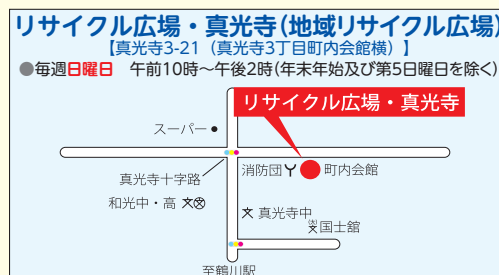 リサイクル広場・真光寺(地域リサイクル広場)
【真光寺3-21(真光寺3丁目町内会館横)】
●毎週日曜日 午前10時～午後2時(年末年始及び第5日曜日を除く)
リサイクル広場・真光寺
スーパー
消防団 町内会館
真光寺十字路
和光中・高
真光寺中
国士館
至鶴川駅